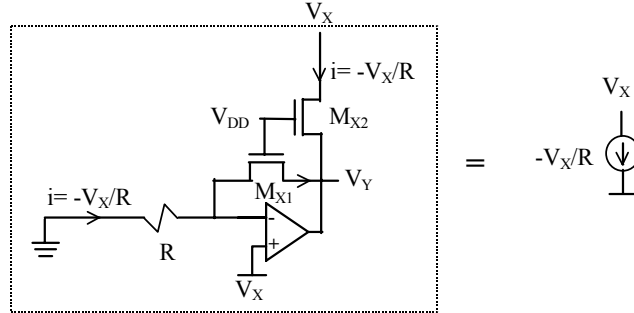 V_X
i= -V_X/R
V_DD
M_X2
V_X
=
-V_X/R
V_Y
M_X1
i= -V_X/R
-
+
R
V_X